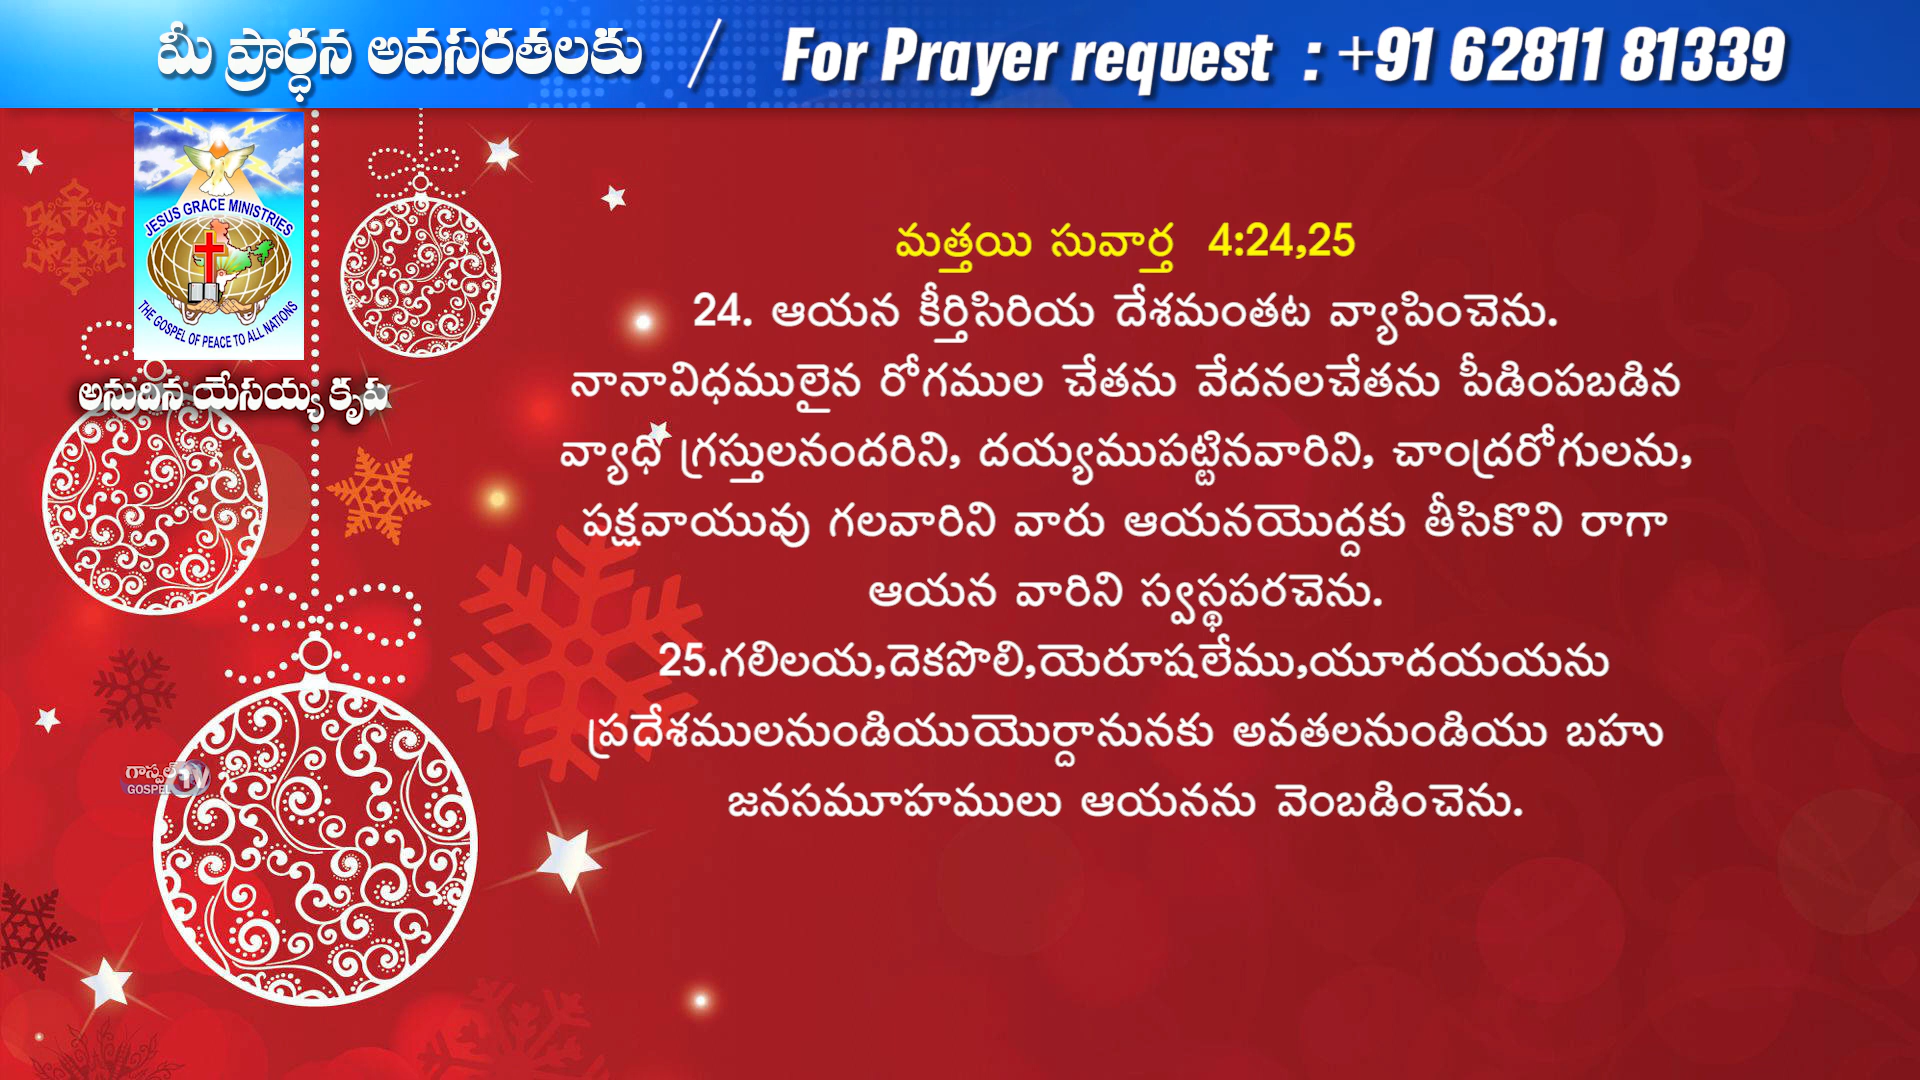 మీ ప్రార్ధన అవసరతలకు / For Prayer request : +91 62811 81339
JESUS GRACE MINISTRIES
THE GOSPEL OF PEACE TO ALL NATIONS
అనుదిన యేసయ్య కృప
మత్తయి సువార్త 4:24,25
24. ఆయన కీర్తిసిరియ దేశమంతట వ్యాపించెను.
నానావిధములైన రోగముల చేతను వేదనలచేతను పీడింపబడిన
వ్యాధి గ్రస్తులనందరిని, దయ్యముపట్టినవారిని, చాంద్రరోగులను,
పక్షవాయువు గలవారిని వారు ఆయనయొద్దకు తీసికొని రాగా
ఆయన వారిని స్వస్థపరచెను.
25.గలిలయ,దెకపొలి,యెరూషలేము,యూదయయను
ప్రదేశములనుండియుయొర్దానునకు అవతలనుండియు బహు
జనసమూహములు ఆయనను వెంబడించెను.
గాస్పల్ TV
GOSPEL